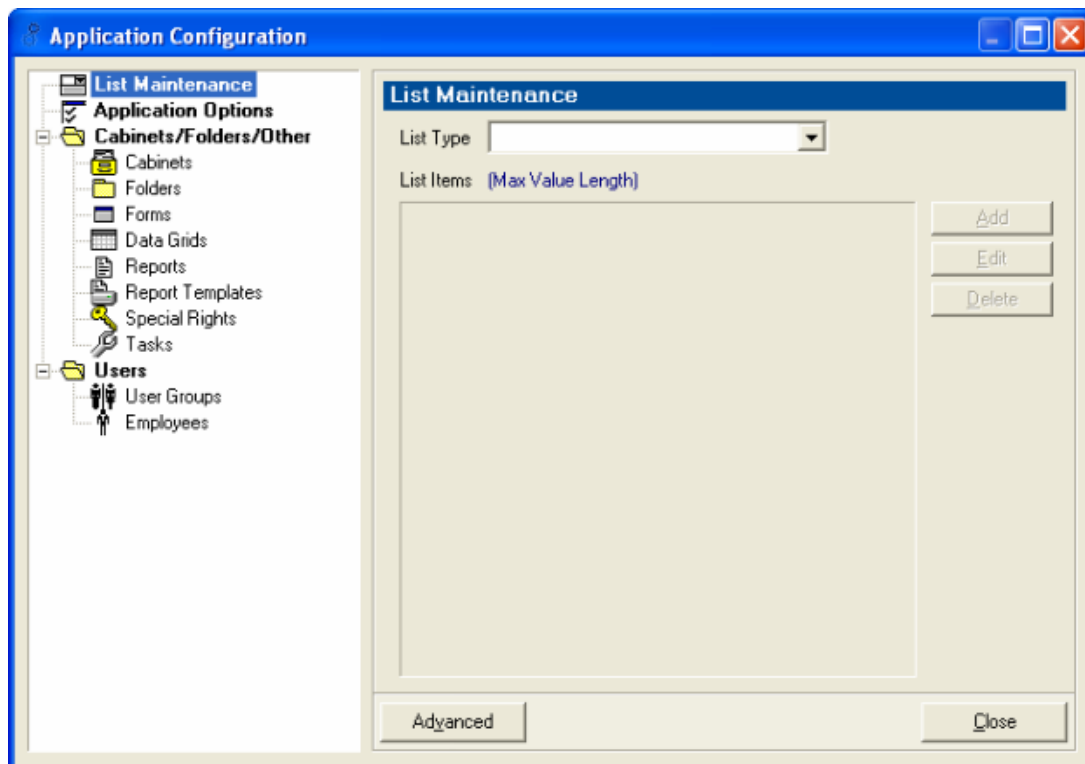 Application Configuration
List Maintenance
Application Options
Cabinets/Folders/Other
Cabinets
Folders
Forms
Data Grids
Reports
Report Templates
Special Rights
Tasks
Users
User Groups
Employees
List Maintenance
List Type
List Items (Max Value Length)
Add
Edit
Delete
Advanced
Close